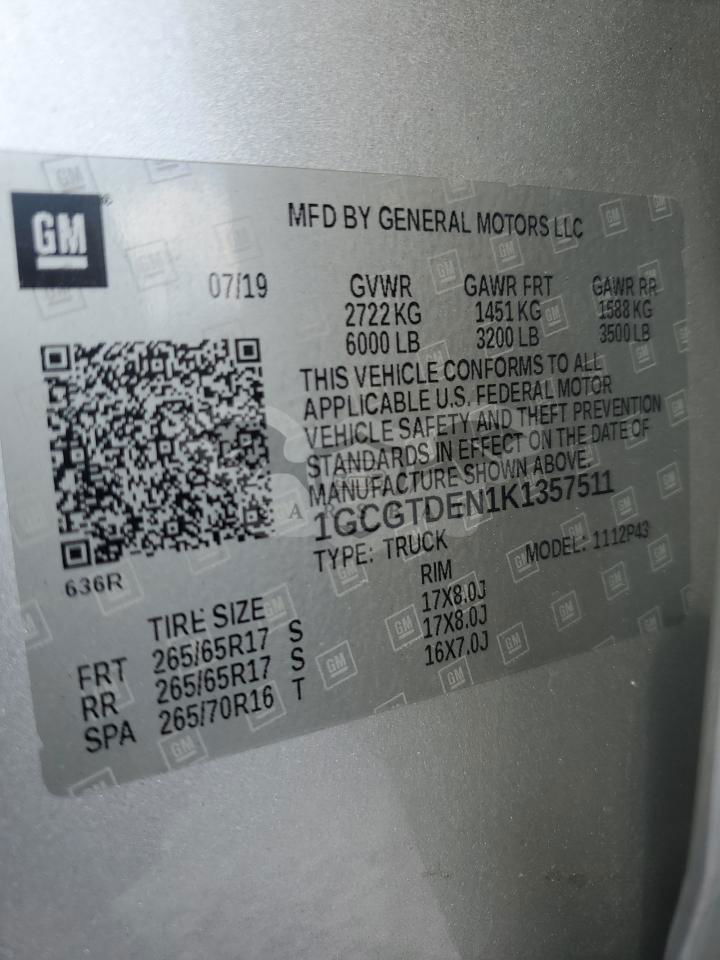 GM
MFD BY GENERAL MOTORS LLC
07/19 GVWR GAWR FRT GAWR RR
2722 KG 1451 KG 1588 KG
6000 LB 3200 LB 3500 LB
THIS VEHICLE CONFORMS TO ALL
APPLICABLE U.S. FEDERAL MOTOR
VEHICLE SAFETY AND THEFT PREVENTION
STANDARDS IN EFFECT ON THE DATE OF
MANUFACTURE SHOWN ABOVE.
1GCGTDEN1K1357511
TYPE: TRUCK MODEL: 1112P43
636R
TIRE SIZE RIM
FRT 265/65R17 S 17X8.0J
RR 265/65R17 S 17X8.0J
SPA 265/70R16 T 16X7.0J